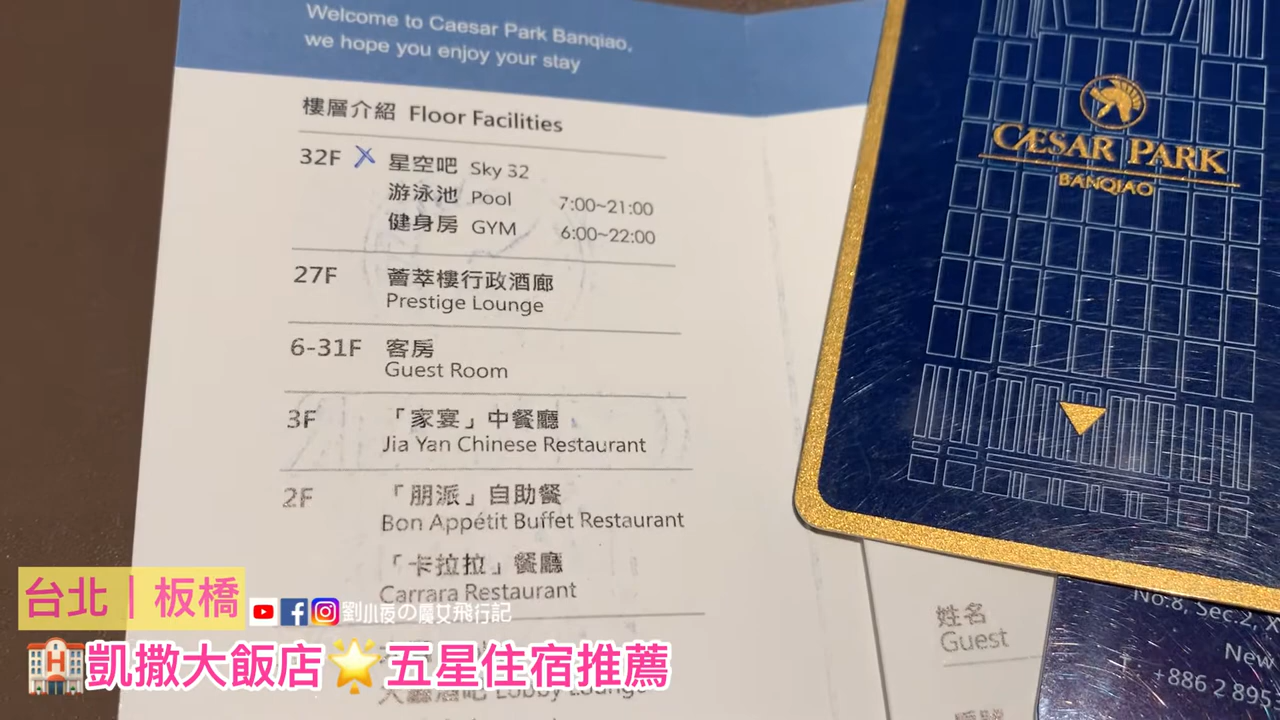 Welcome to Caesar Park Banqiao,
we hope you enjoy your stay
樓層介紹 Floor Facilities
32F 星空吧 Sky 32
游泳池 Pool 7:00~21:00
健身房 GYM 6:00~22:00
27F 薈萃樓行政酒廊
Prestige Lounge
6-31F 客房
Guest Room
3F 「家宴」中餐廳
Jia Yan Chinese Restaurant
2F 「朋派」自助餐
Bon Appétit Buffet Restaurant
「卡拉拉」餐廳
Carrara Restaurant
Lobby Lounge
CÆSAR PARK
BANQIAO
姓名
Guest
No.8, Sec.2, X
New
+886 2 8953
台北｜板橋
劉小夜の魔女飛行記
🏨凱撒大飯店🌟五星住宿推薦